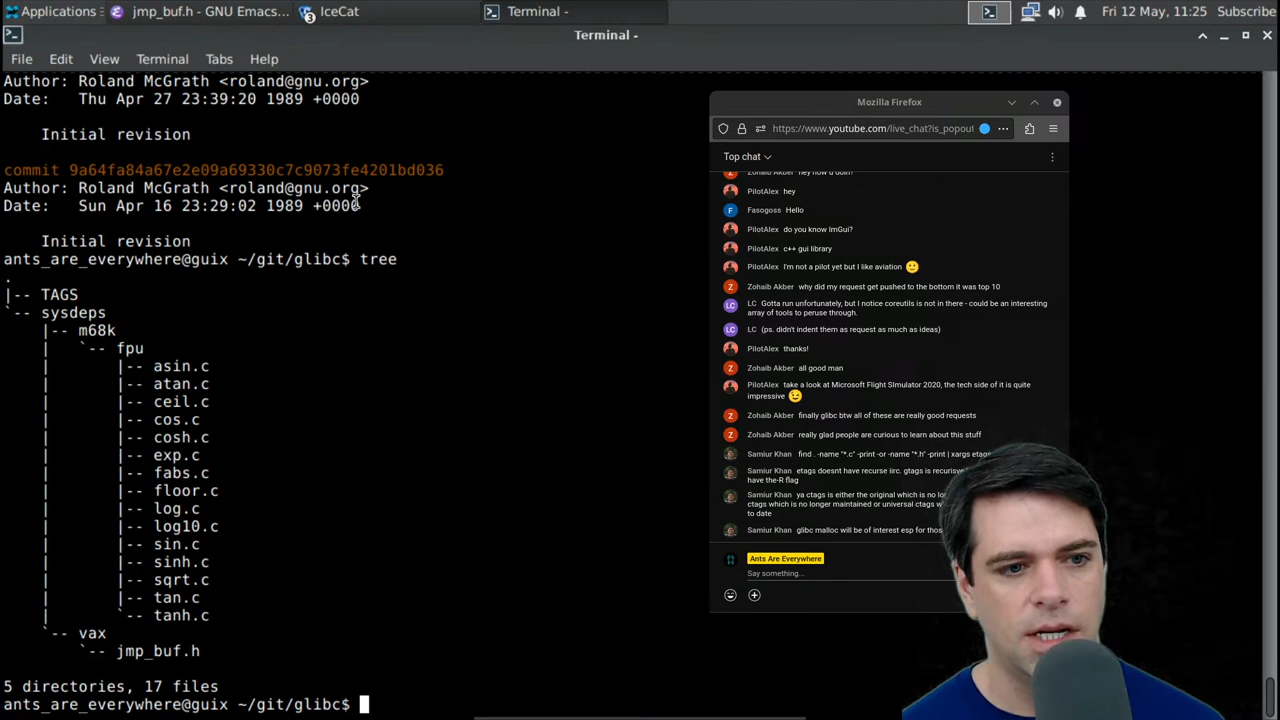 Applications
jmp_buf.h - GNU Emacs...
3
IceCat
Terminal -
Fri 12 May, 11:25
Subscribe
Terminal -
File
Edit
View
Terminal
Tabs
Help
Author: Roland McGrath <roland@gnu.org>
Date:   Thu Apr 27 23:39:20 1989 +0000
Initial revision
commit 9a64fa84a67e2e09a69330c7c9073fe4201bd036
Author: Roland McGrath <roland@gnu.org>
Date:   Sun Apr 16 23:29:02 1989 +0000
Initial revision
ants_are_everywhere@guix ~/git/glibc$ tree
.
|-- TAGS
`-- sysdeps
    |-- m68k
    |   `-- fpu
    |       |-- asin.c
    |       |-- atan.c
    |       |-- ceil.c
    |       |-- cos.c
    |       |-- cosh.c
    |       |-- exp.c
    |       |-- fabs.c
    |       |-- floor.c
    |       |-- log.c
    |       |-- log10.c
    |       |-- sin.c
    |       |-- sinh.c
    |       |-- sqrt.c
    |       |-- tan.c
    |       `-- tanh.c
    `-- vax
        `-- jmp_buf.h
5 directories, 17 files
ants_are_everywhere@guix ~/git/glibc$
Mozilla Firefox
https://www.youtube.com/live_chat?is_popout
Top chat
PilotAlex hey
F Fasogoss Hello
PilotAlex do you know ImGui?
PilotAlex c++ gui library
PilotAlex I'm not a pilot yet but I like aviation
Z Zohaib Akber why did my request get pushed to the bottom it was top 10
LC LC Gotta run unfortunately, but I notice coreutils is not in there - could be an interesting
array of tools to peruse through.
LC LC (ps. didn't indent them as request as much as ideas)
PilotAlex thanks!
Z Zohaib Akber all good man
PilotAlex take a look at Microsoft Flight SImulator 2020, the tech side of it is quite
impressive
Z Zohaib Akber finally glibc btw all of these are really good requests
Z Zohaib Akber really glad people are curious to learn about this stuff
Samiur Khan find . -name "*.c" -print -or -name "*.h" -print | xargs etags
Samiur Khan etags doesnt have recurse iirc. gtags is recurisve
have the-R flag
Samiur Khan ya ctags is either the original which is no
ctags which is no longer maintained or universal ctags
to date
Samiur Khan glibc malloc will be of interest esp for
Ants Are Everywhere
Say something...